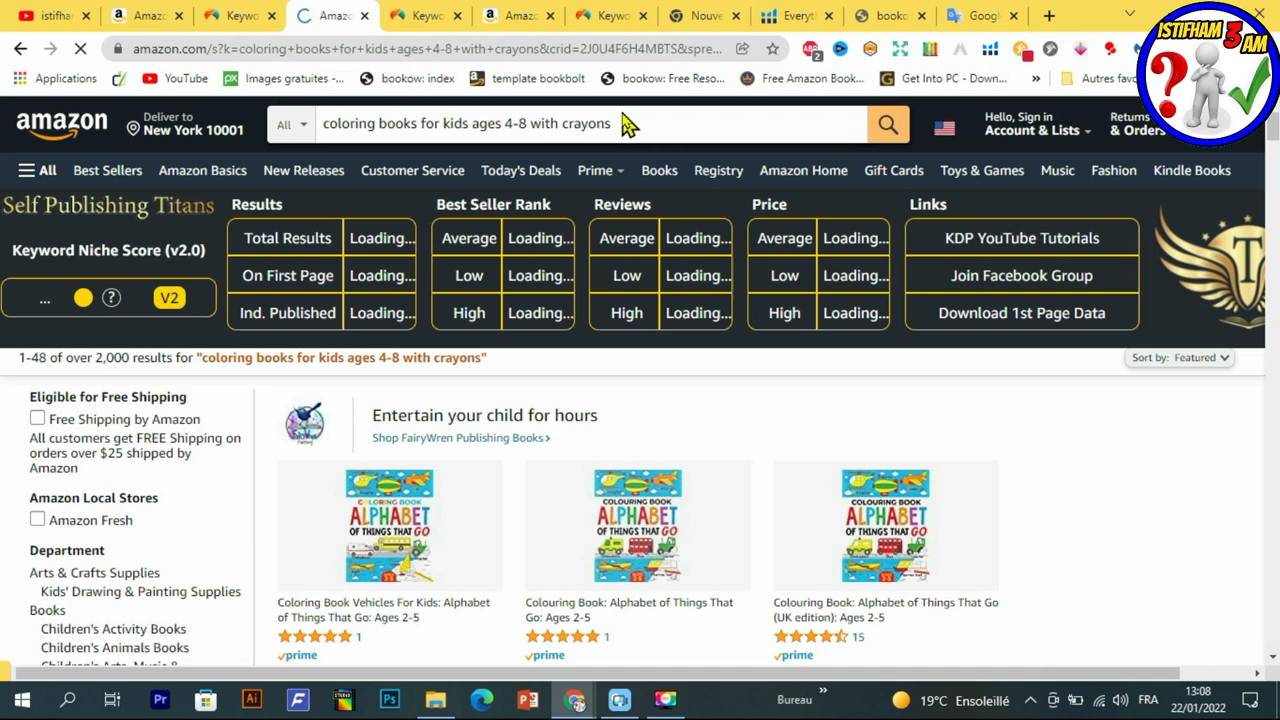 istifhan
Amazo
Keywo
Amazo
Keywo
Amazo
Keywo
Nouve
Everyt
booko
Googl
amazon.com/s?k=coloring+books+for+kids+ages+4-8+with+crayons&crid=2J0U4F6H4MBTS&spre...
Applications
YouTube
Images gratuites -...
bookow: index
template bookbolt
bookow: Free Reso...
Free Amazon Book...
Get Into PC - Down...
»
Autres favo
ISTIFHAM
3
AM
amazon
Deliver to
New York 10001
All
coloring books for kids ages 4-8 with crayons
Hello, Sign in
Account & Lists
Returns
& Orders
All
Best Sellers
Amazon Basics
New Releases
Customer Service
Today's Deals
Prime
Books
Registry
Amazon Home
Gift Cards
Toys & Games
Music
Fashion
Kindle Books
Self Publishing Titans
Keyword Niche Score (v2.0)
... ? V2
Results
Total Results Loading...
On First Page Loading...
Ind. Published Loading...
Best Seller Rank
Average Loading...
Low Loading...
High Loading...
Reviews
Average Loading...
Low Loading...
High Loading...
Price
Average Loading...
Low Loading...
High Loading...
Links
KDP YouTube Tutorials
Join Facebook Group
Download 1st Page Data
T
1-48 of over 2,000 results for "coloring books for kids ages 4-8 with crayons"
Sort by: Featured
Eligible for Free Shipping
Free Shipping by Amazon
All customers get FREE Shipping on
orders over $25 shipped by
Amazon
Amazon Local Stores
Amazon Fresh
Department
Arts & Crafts Supplies
Kids' Drawing & Painting Supplies
Books
Children's Activity Books
Children's Animals Books
Children's Arts, Music &
Entertain your child for hours
Shop FairyWren Publishing Books ›
COLORING BOOK
ALPHABET
OF THINGS THAT GO
Coloring Book Vehicles For Kids: Alphabet
of Things That Go: Ages 2-5
1
prime
COLOURING BOOK
ALPHABET
OF THINGS THAT GO
Colouring Book: Alphabet of Things That
Go: Ages 2-5
1
prime
COLOURING BOOK
ALPHABET
OF THINGS THAT GO
Colouring Book: Alphabet of Things That Go
(UK edition): Ages 2-5
15
prime
Pr
Ai
Ps
Bureau
»
19°C Ensoleillé
FRA
13:08
22/01/2022